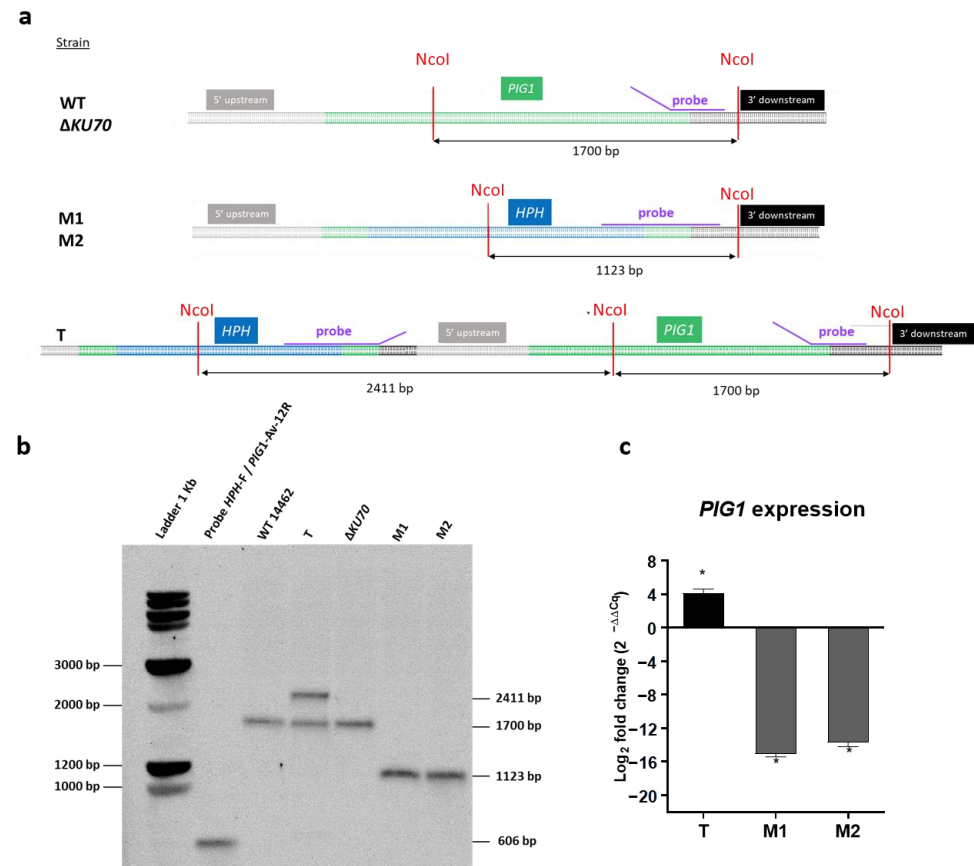 a
Strain
NcoI
NcoI
PIG1
WT
ΔKU70
5' upstream
probe
3' downstream
1700 bp
NcoI
NcoI
M1
M2
5' upstream
HPH
probe
3' downstream
1123 bp
NcoI
NcoI
NcoI
T
HPH
probe
5' upstream
PIG1
probe
3' downstream
2411 bp
1700 bp
b
Ladder 1 Kb
Probe HPH-F / PIG1-Av-12R
WT 14462
T
ΔKU70
M1
M2
3000 bp
2000 bp
1200 bp
1000 bp
2411 bp
1700 bp
1123 bp
606 bp
c
PIG1 expression
Log2 fold change (2 −ΔΔCq)
8
4
0
−4
−8
−12
−16
−20
*
*
*
T
M1
M2